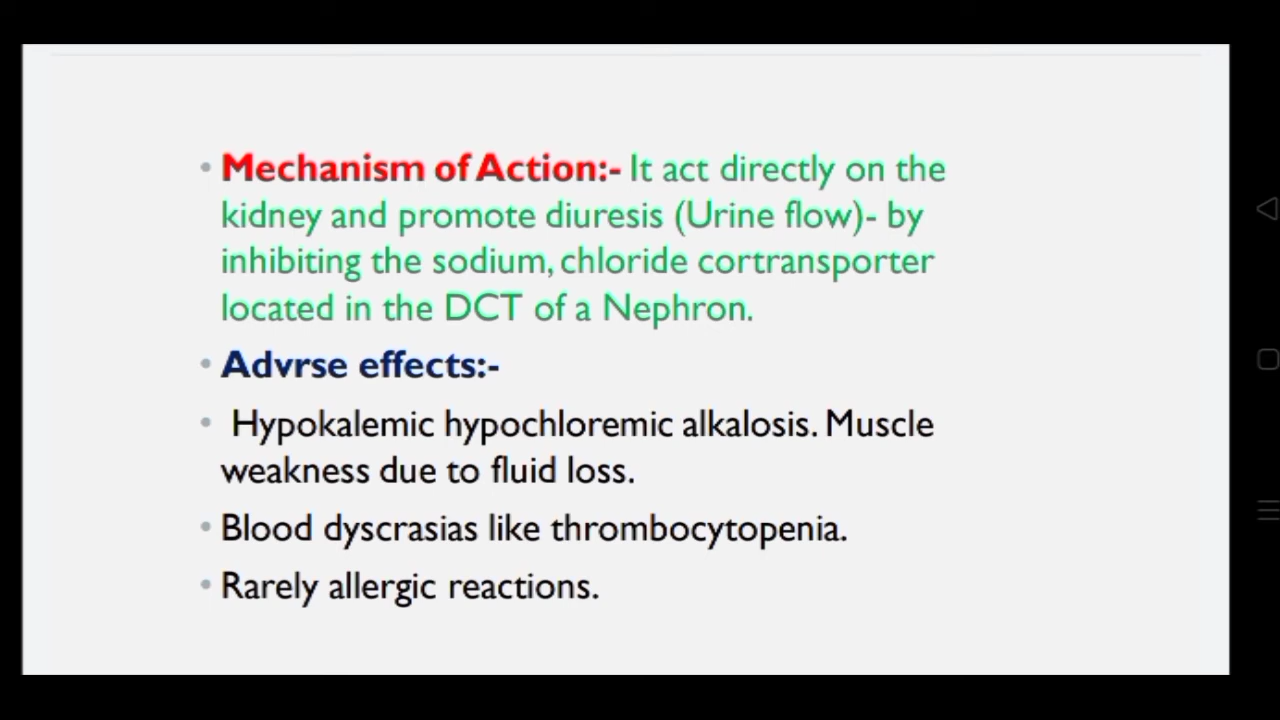 • Mechanism of Action:- It act directly on the
kidney and promote diuresis (Urine flow)- by
inhibiting the sodium, chloride cortransporter
located in the DCT of a Nephron.
• Advrse effects:-
• Hypokalemic hypochloremic alkalosis. Muscle
weakness due to fluid loss.
• Blood dyscrasias like thrombocytopenia.
• Rarely allergic reactions.